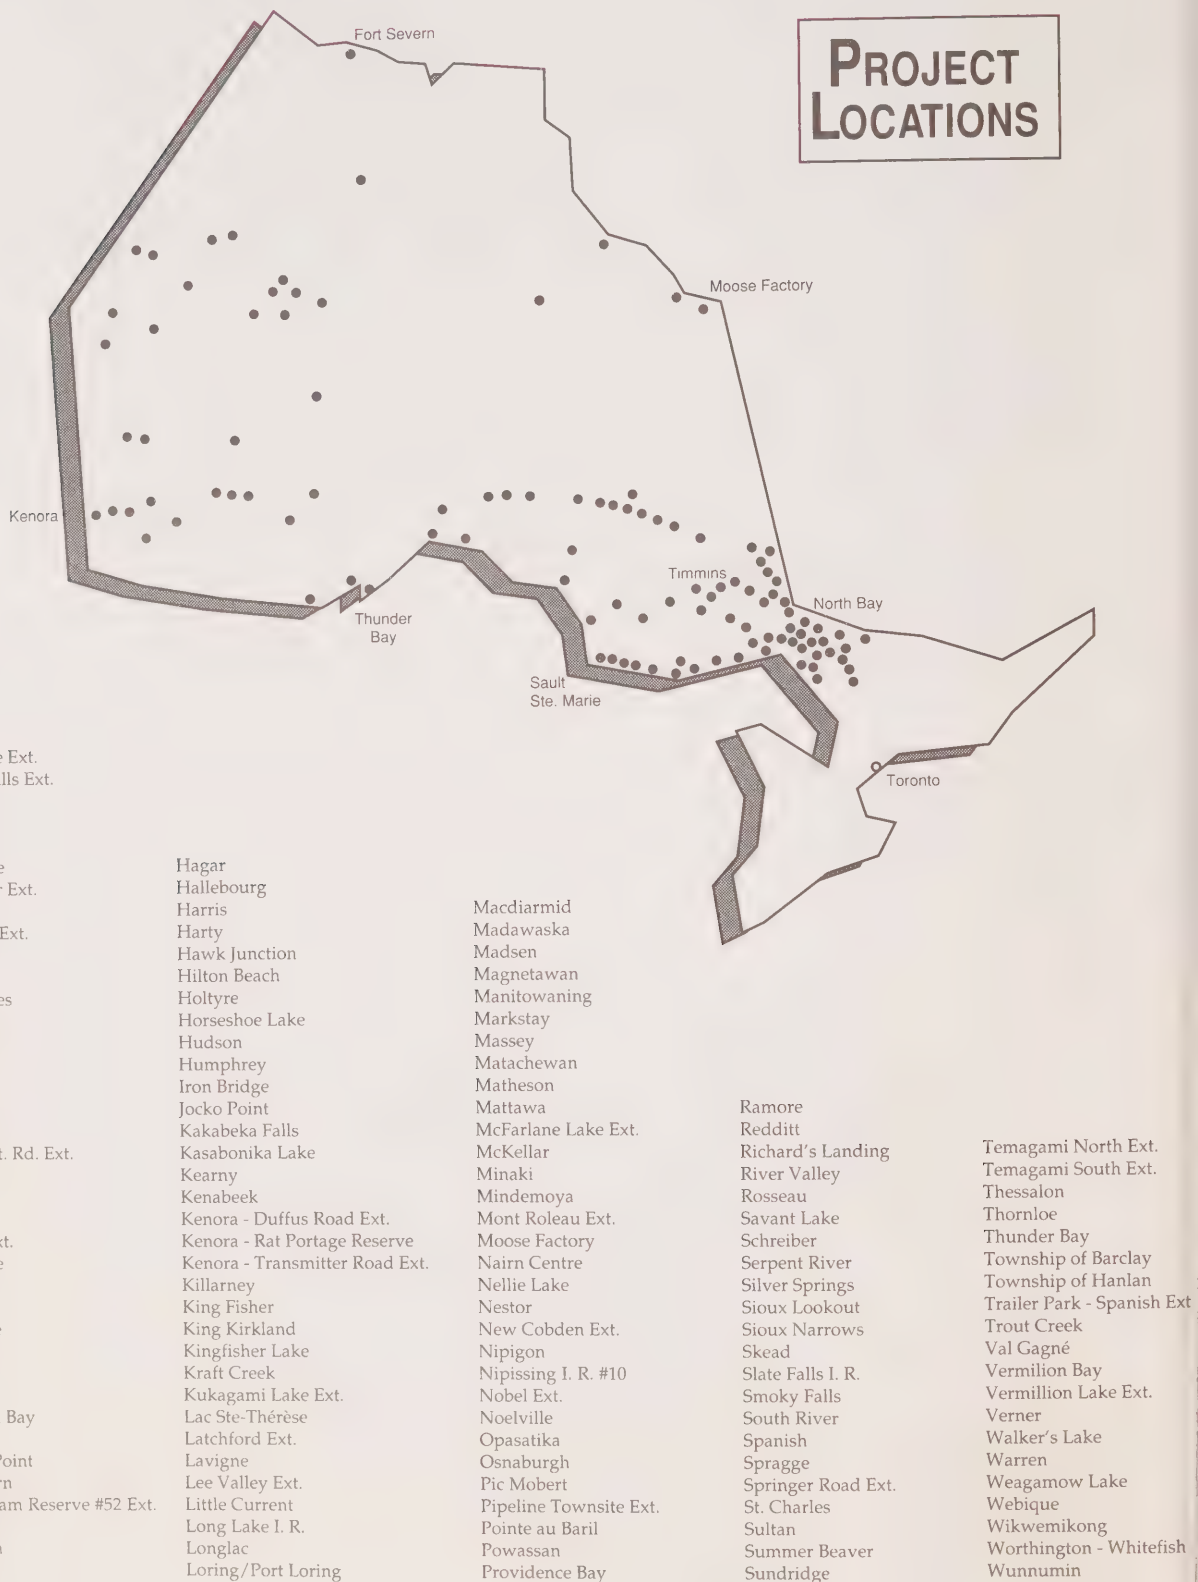 PROJECT
LOCATIONS
Fort Severn
Moose Factory
Kenora
Timmins
North Bay
Thunder
Bay
Sault
Ste. Marie
Toronto
Ext.
Ext.
Ext.
Ext.
Rd. Ext.
Bay
Reserve #52 Ext.
Hagar
Hallebourg
Harris
Harty
Hawk Junction
Hilton Beach
Holtyre
Horseshoe Lake
Hudson
Humphrey
Iron Bridge
Jocko Point
Kakabeka Falls
Kasabonika Lake
Kearny
Kenabeek
Kenora - Duffus Road Ext.
Kenora - Rat Portage Reserve
Kenora - Transmitter Road Ext.
Killarney
King Fisher
King Kirkland
Kingfisher Lake
Kraft Creek
Kukagami Lake Ext.
Lac Ste-Thérèse
Latchford Ext.
Lavigne
Lee Valley Ext.
Little Current
Long Lake I. R.
Longlac
Loring/Port Loring
Macdiarmid
Madawaska
Madsen
Magnetawan
Manitowaning
Markstay
Massey
Matachewan
Matheson
Mattawa
McFarlane Lake Ext.
McKellar
Minaki
Mindemoya
Mont Roleau Ext.
Moose Factory
Nairn Centre
Nellie Lake
Nestor
New Cobden Ext.
Nipigon
Nipissing I. R. #10
Nobel Ext.
Noelville
Opasatika
Osnaburgh
Pic Mobert
Pipeline Townsite Ext.
Pointe au Baril
Powassan
Providence Bay
Ramore
Redditt
Richard's Landing
River Valley
Rosseau
Savant Lake
Schreiber
Serpent River
Silver Springs
Sioux Lookout
Sioux Narrows
Skead
Slate Falls I. R.
Smoky Falls
South River
Spanish
Spragge
Springer Road Ext.
St. Charles
Sultan
Summer Beaver
Sundridge
Temagami North Ext.
Temagami South Ext.
Thessalon
Thornloe
Thunder Bay
Township of Barclay
Township of Hanlan
Trailer Park - Spanish Ext
Trout Creek
Val Gagné
Vermilion Bay
Vermillion Lake Ext.
Verner
Walker's Lake
Warren
Weagamow Lake
Webique
Wikwemikong
Worthington - Whitefish
Wunnumin